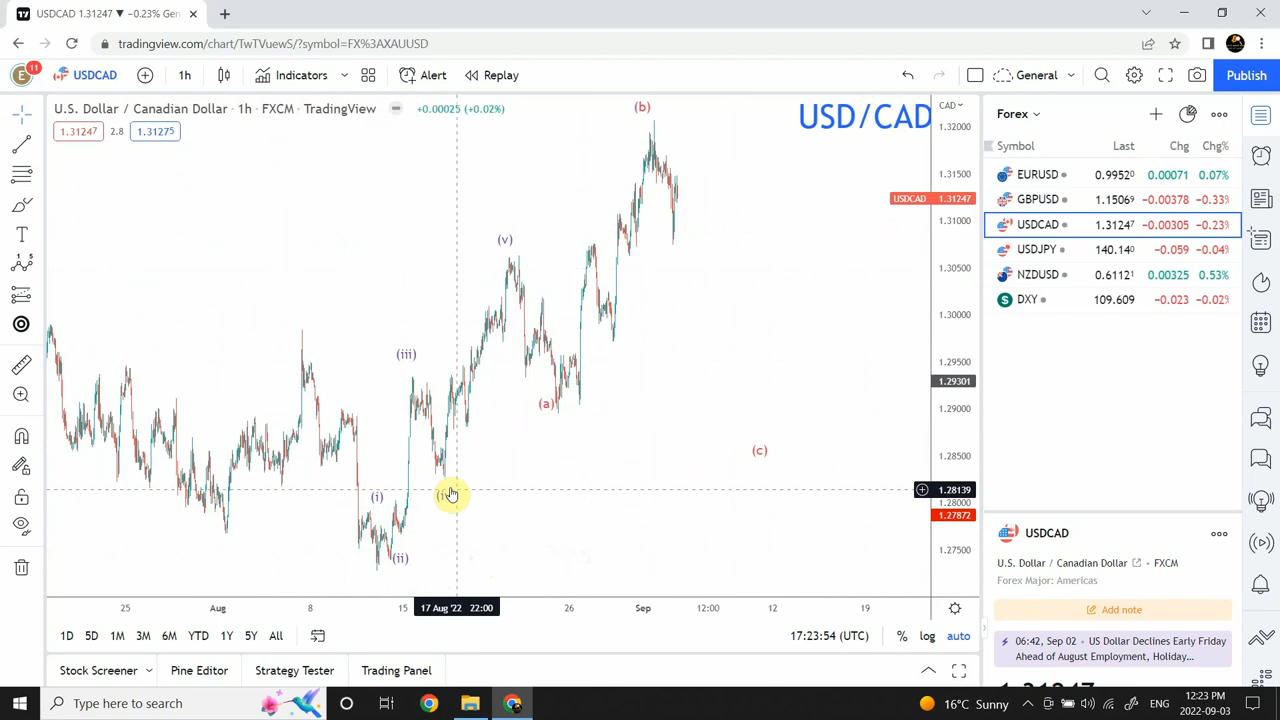 USDCAD 1.31247 ▼ −0.23% Gen
tradingview.com/chart/TwTVuewS/?symbol=FX%3AXAUUSD
E 11 USDCAD 1h Indicators Alert Replay General Publish
U.S. Dollar / Canadian Dollar · 1h · FXCM · TradingView +0.00025 (+0.02%)
1.31247 2.8 1.31275
USD/CAD
CAD
1.32000
1.31500
USDCAD 1.31247
1.31000
1.30500
1.30000
1.29500
1.29301
1.29000
1.28500
1.28139
1.28000
1.27872
1.27500
(b)
(v)
(iii)
(a)
(c)
(i)
(ii)
25 Aug 8 15 17 Aug '22 22:00 26 Sep 12:00 12 19
1D 5D 1M 3M 6M YTD 1Y 5Y All 17:23:54 (UTC) % log auto
Stock Screener Pine Editor Strategy Tester Trading Panel
Forex
Symbol Last Chg Chg%
EURUSD 0.99520 0.00071 0.07%
GBPUSD 1.15069 −0.00378 −0.33%
USDCAD 1.31247 −0.00305 −0.23%
USDJPY 140.140 −0.059 −0.04%
NZDUSD 0.61121 0.00325 0.53%
DXY 109.609 −0.023 −0.02%
USDCAD
U.S. Dollar / Canadian Dollar • FXCM
Forex Major: Americas
Add note
06:42, Sep 02 • US Dollar Declines Early Friday
Ahead of August Employment, Holiday...
Type here to search
16°C Sunny ENG 12:23 PM
2022-09-03